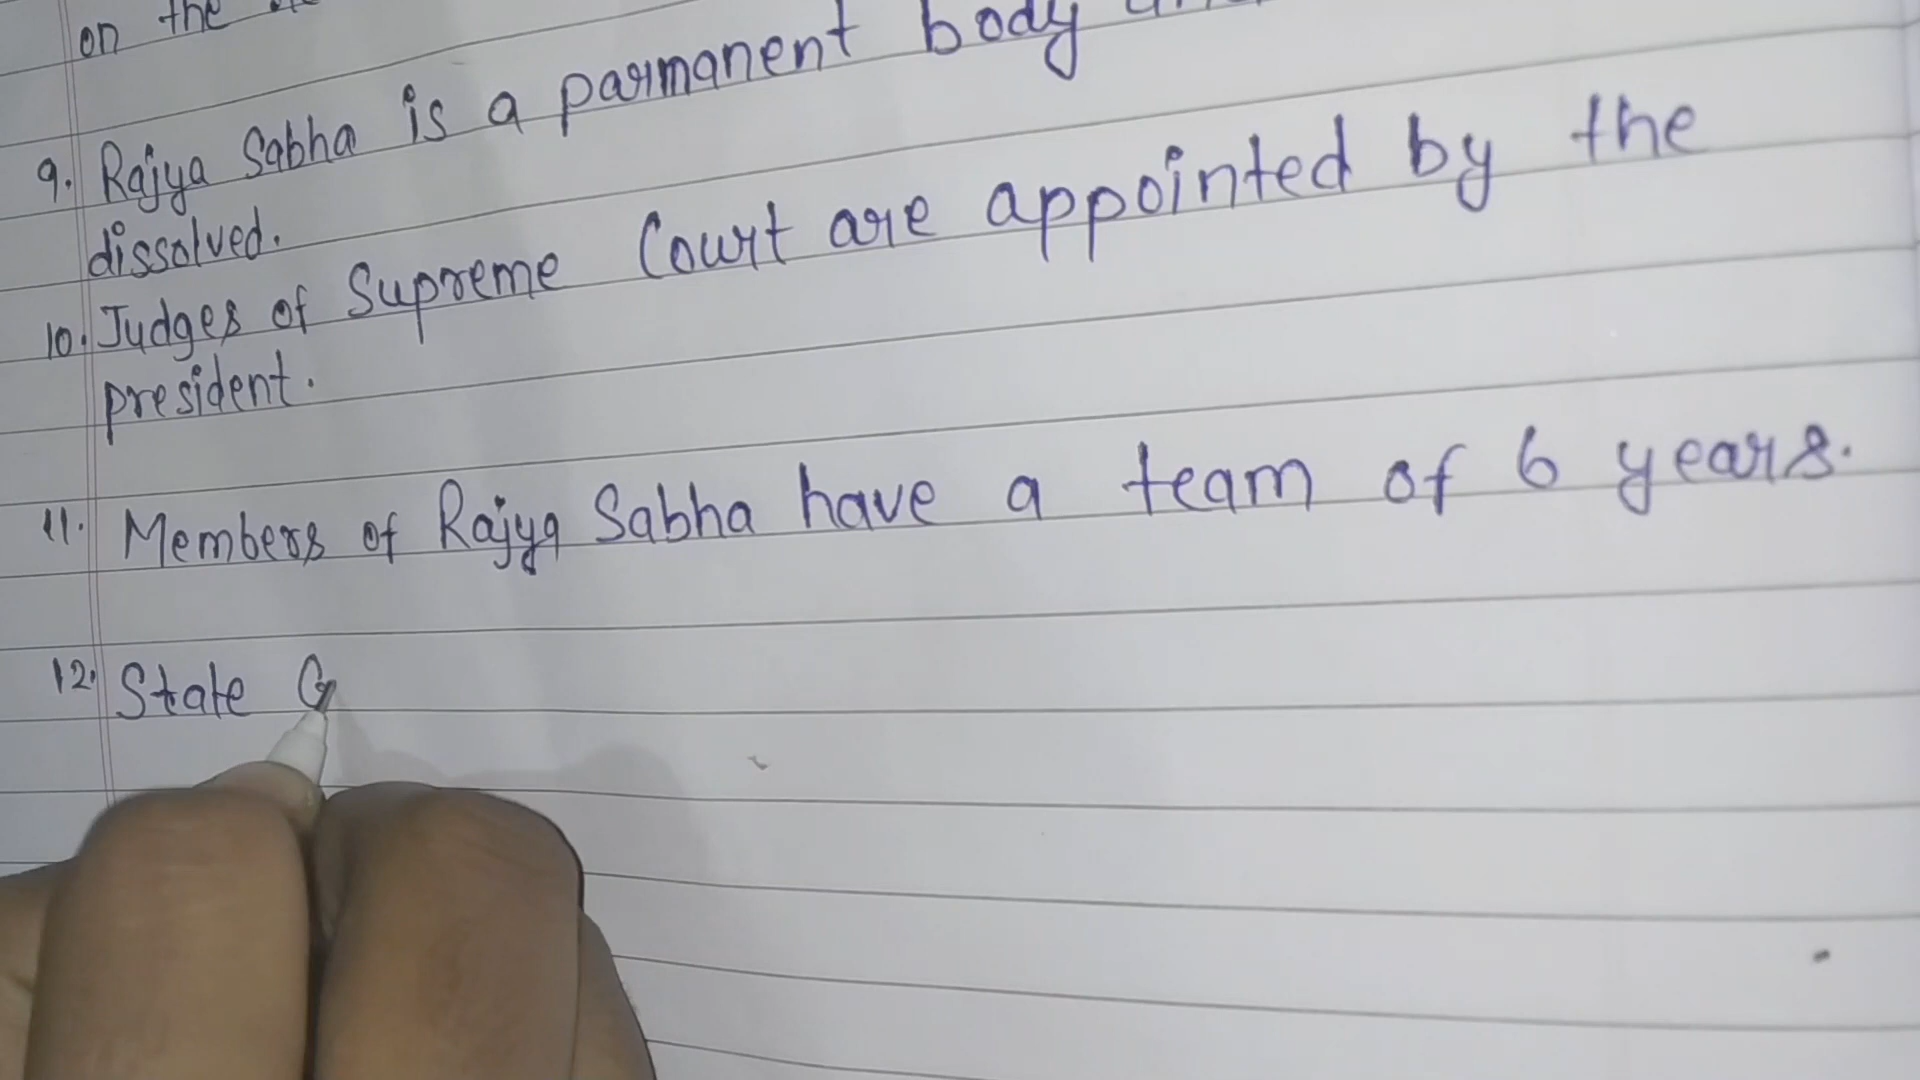 on the
9. Rajya Sabha is a parmanent body
dissolved.
10. Judges of Supreme Court are appointed by the
president.
11. Members of Rajya Sabha have a team of 6 years.
12. State G